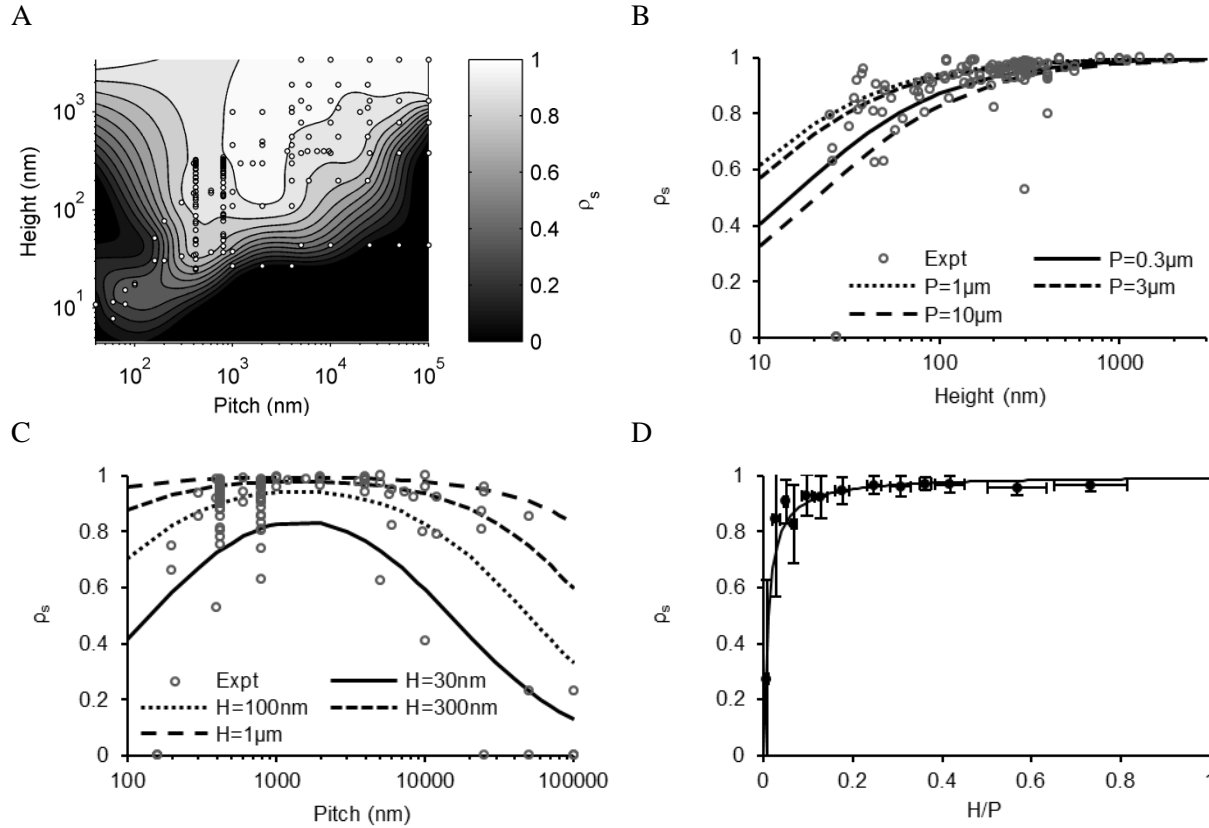 A
Height (nm)
10³
10²
10¹
10²
10³
10⁴
10⁵
Pitch (nm)
1
0.8
0.6
0.4
0.2
0
ρs
B
1
0.8
0.6
0.4
0.2
0
ρs
Expt
P=0.3µm
P=1µm
P=3µm
P=10µm
10
100
1000
Height (nm)
C
1
0.8
0.6
0.4
0.2
0
ρs
Expt
H=30nm
H=100nm
H=300nm
H=1µm
100
1000
10000
100000
Pitch (nm)
D
1
0.8
0.6
0.4
0.2
0
ρs
0
0.2
0.4
0.6
0.8
1
H/P